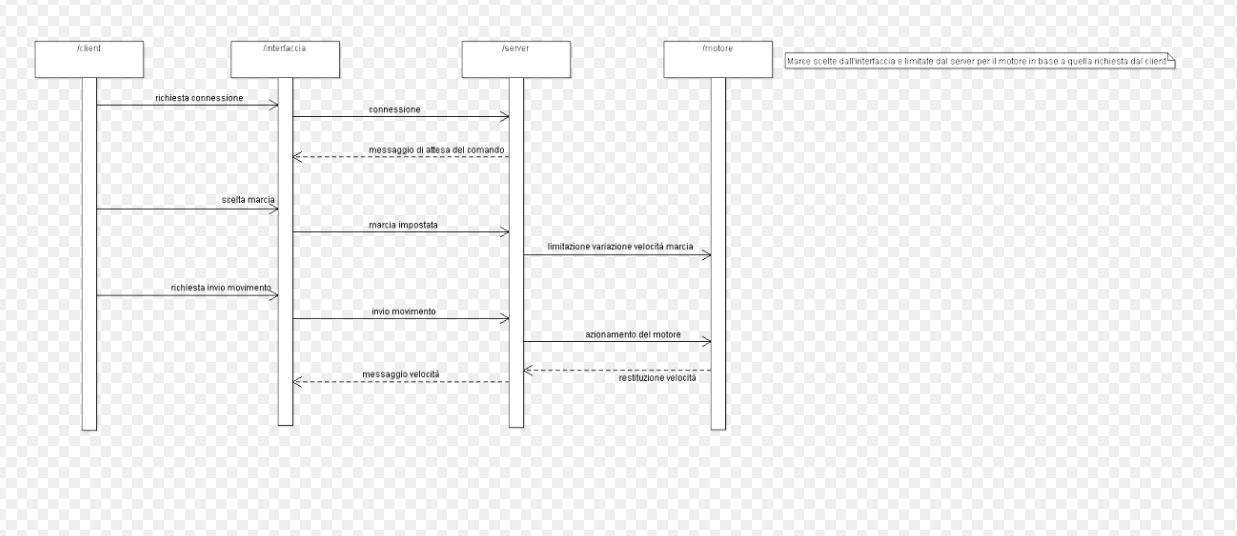 /client
/interfaccia
/server
/motore
Marce scelte dall'interfaccia e limitate dal server per il motore in base a quella richiesta dal client
richiesta connessione
connessione
messaggio di attesa del comando
scelta marcia
marcia impostata
limitazione variazione velocità marcia
richiesta invio movimento
invio movimento
azionamento del motore
messaggio velocità
restituzione velocità